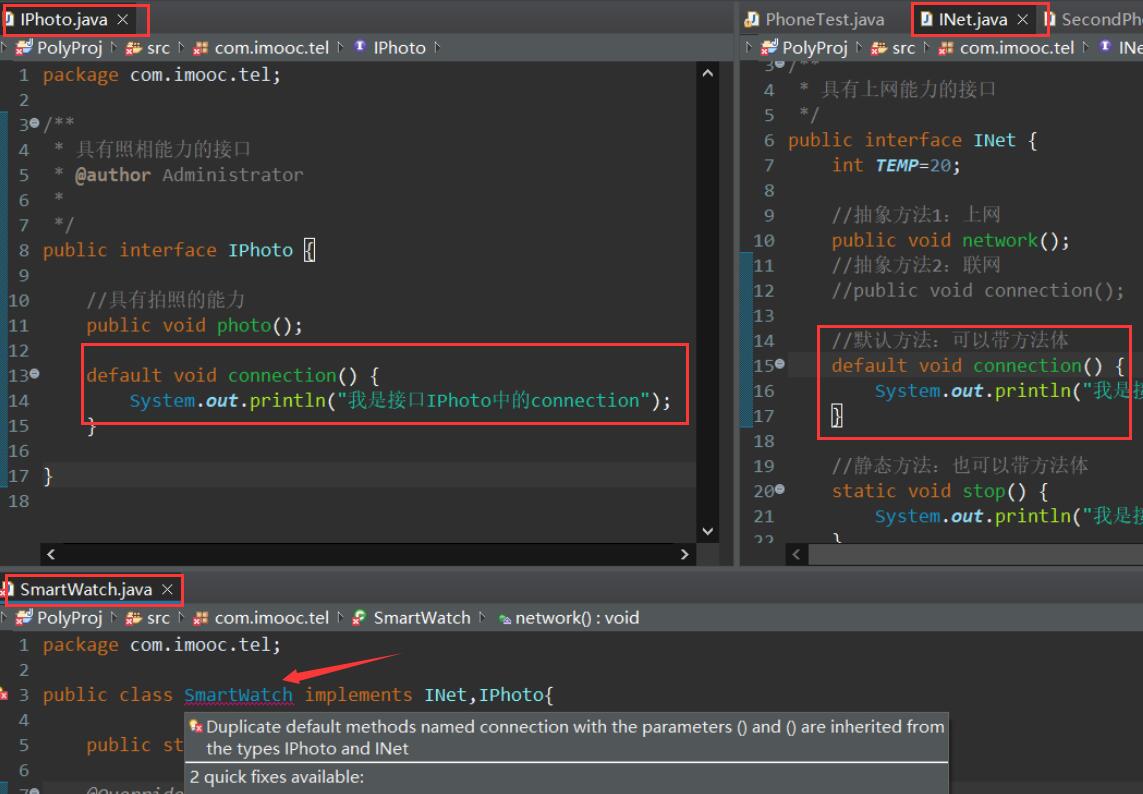 IPhoto.java
PolyProj src com.imooc.tel IPhoto
1 package com.imooc.tel;
2
3 /**
4 * 具有照相能力的接口
5 * @author Administrator
6 *
7 */
8 public interface IPhoto {
9
10 //具有拍照的能力
11 public void photo();
12
13 default void connection() {
14 System.out.println("我是接口IPhoto中的connection");
15 }
16
17 }
18
PhoneTest.java INet.java SecondPh
PolyProj src com.imooc.tel INe
3 /**
4 * 具有上网能力的接口
5 */
6 public interface INet {
7 int TEMP=20;
8
9 //抽象方法1: 上网
10 public void network();
11 //抽象方法2: 联网
12 //public void connection();
13
14 //默认方法: 可以带方法体
15 default void connection() {
16 System.out.println("我是接
17 }
18
19 //静态方法: 也可以带方法体
20 static void stop() {
21 System.out.println("我是接
22 }
SmartWatch.java
PolyProj src com.imooc.tel SmartWatch network() : void
1 package com.imooc.tel;
2
3 public class SmartWatch implements INet,IPhoto{
4
5 public st
6
7 @Override
Duplicate default methods named connection with the parameters () and () are inherited from
the types IPhoto and INet
2 quick fixes available: